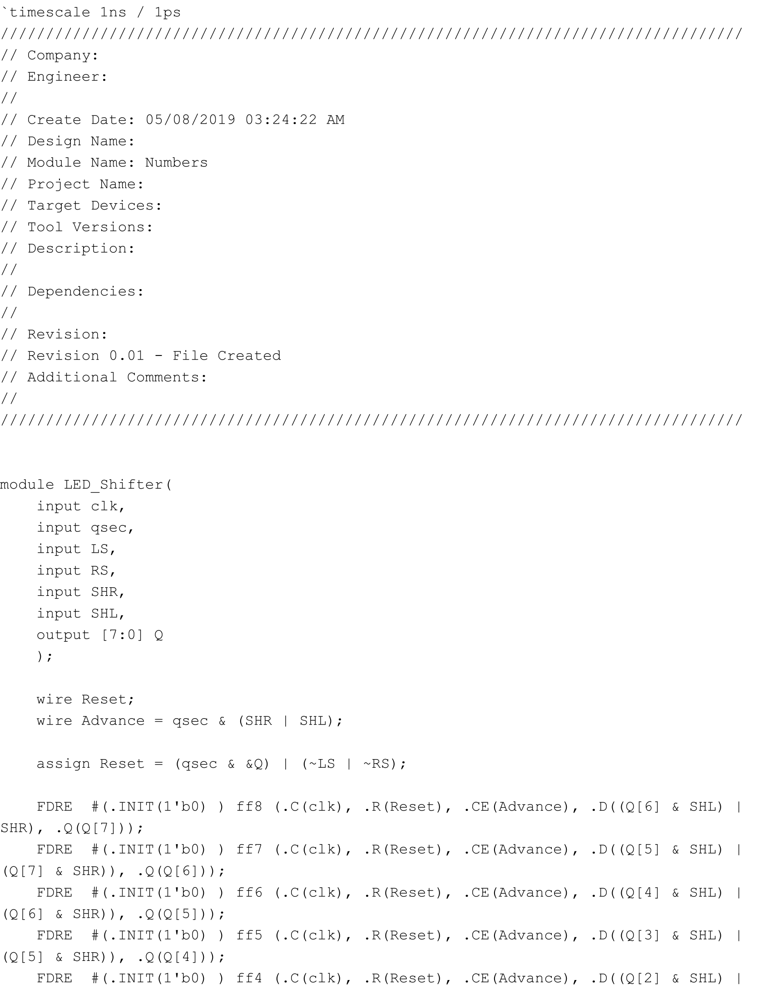 `timescale 1ns / 1ps
//////////////////////////////////////////////////////////////////////////////////
// Company:
// Engineer:
//
// Create Date: 05/08/2019 03:24:22 AM
// Design Name:
// Module Name: Numbers
// Project Name:
// Target Devices:
// Tool Versions:
// Description:
//
// Dependencies:
//
// Revision:
// Revision 0.01 - File Created
// Additional Comments:
//
//////////////////////////////////////////////////////////////////////////////////
module LED_Shifter(
    input clk,
    input qsec,
    input LS,
    input RS,
    input SHR,
    input SHL,
    output [7:0] Q
    );
    wire Reset;
    wire Advance = qsec & (SHR | SHL);
    assign Reset = (qsec & &Q) | (~LS | ~RS);
    FDRE  #(.INIT(1'b0) ) ff8 (.C(clk), .R(Reset), .CE(Advance), .D((Q[6] & SHL) |
SHR), .Q(Q[7]));
    FDRE  #(.INIT(1'b0) ) ff7 (.C(clk), .R(Reset), .CE(Advance), .D((Q[5] & SHL) |
(Q[7] & SHR)), .Q(Q[6]));
    FDRE  #(.INIT(1'b0) ) ff6 (.C(clk), .R(Reset), .CE(Advance), .D((Q[4] & SHL) |
(Q[6] & SHR)), .Q(Q[5]));
    FDRE  #(.INIT(1'b0) ) ff5 (.C(clk), .R(Reset), .CE(Advance), .D((Q[3] & SHL) |
(Q[5] & SHR)), .Q(Q[4]));
    FDRE  #(.INIT(1'b0) ) ff4 (.C(clk), .R(Reset), .CE(Advance), .D((Q[2] & SHL) |